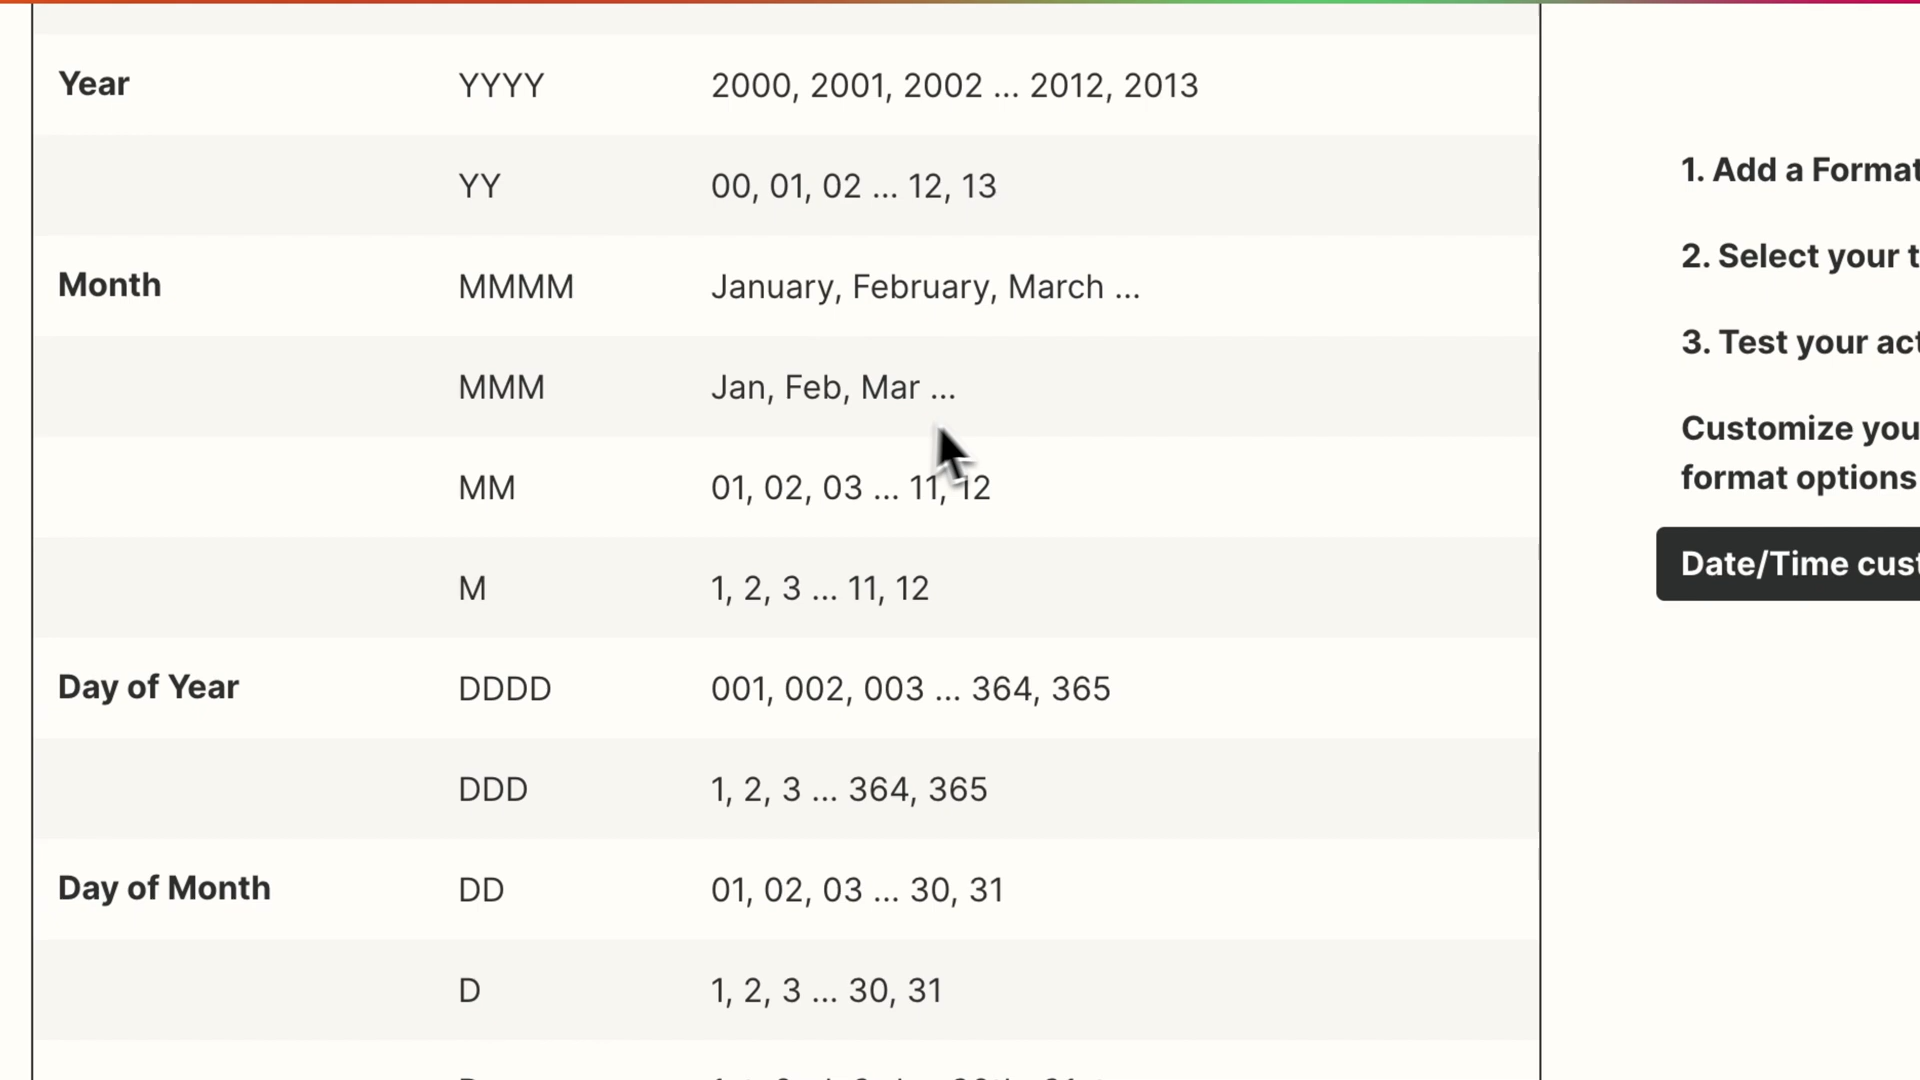 Year YYYY 2000, 2001, 2002 ... 2012, 2013
YY 00, 01, 02 ... 12, 13
Month MMMM January, February, March ...
MMM Jan, Feb, Mar ...
MM 01, 02, 03 ... 11, 12
M 1, 2, 3 ... 11, 12
Day of Year DDDD 001, 002, 003 ... 364, 365
DDD 1, 2, 3 ... 364, 365
Day of Month DD 01, 02, 03 ... 30, 31
D 1, 2, 3 ... 30, 31
1. Add a Format
2. Select your t
3. Test your act
Customize you
format options
Date/Time cust